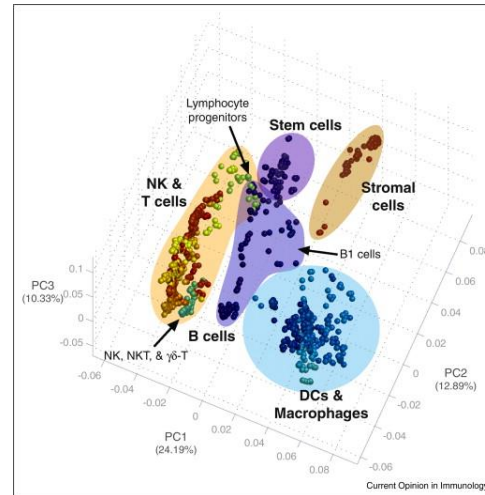 Lymphocyte
progenitors
Stem cells
NK &
T cells
Stromal
cells
B1 cells
PC3
(10.33%)
0.1
0.05
0
-0.05
0.08
0.06
0.04
0.02
0
-0.02
-0.04
-0.06
PC2
(12.89%)
B cells
NK, NKT, & γδ-T
DCs &
Macrophages
-0.06
-0.04
-0.02
0
0.02
0.04
0.06
0.08
PC1
(24.19%)
Current Opinion in Immunology